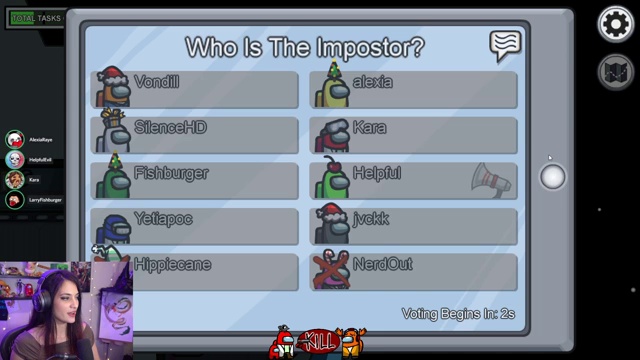 TOTAL TASKS
Who Is The Impostor?
Vondill
alexia
SilenceHD
Kara
Fishburger
Helpful
Yetiapoc
jvckk
Hippiecane
NerdOut
Voting Begins In: 2s
AlexiaRaye
HelpfulEvil
Kara
LarryFishburger
KILL